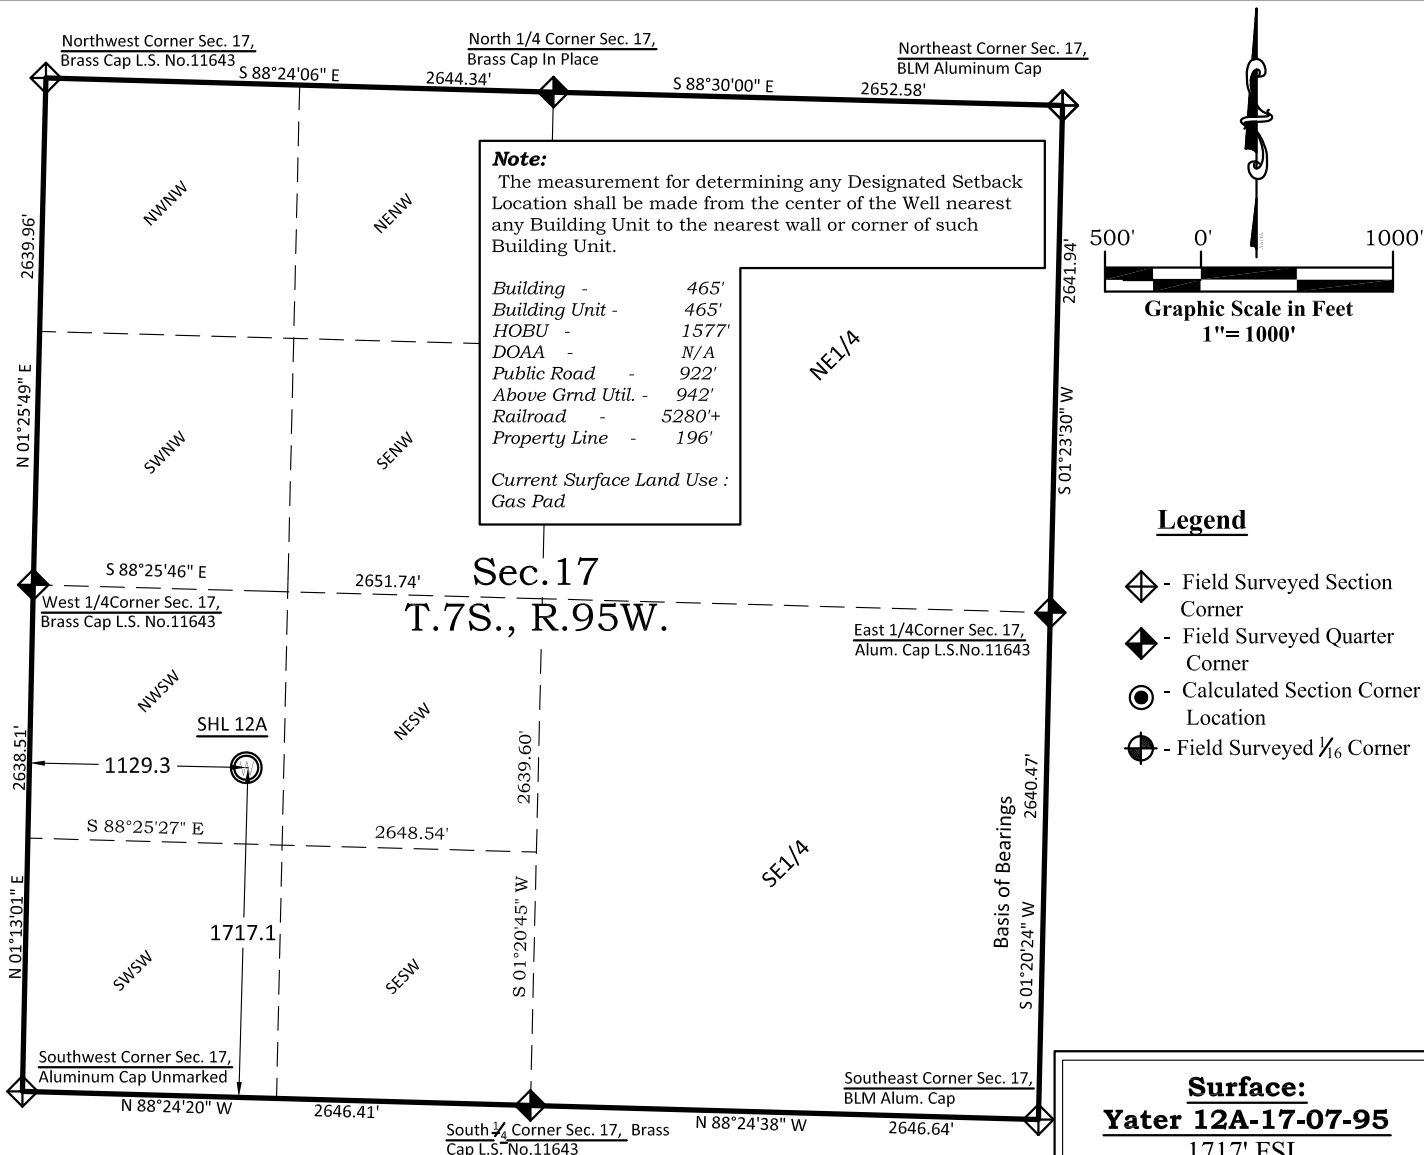 Northwest Corner Sec. 17,
Brass Cap L.S. No.11643
S 88°24'06" E
2644.34'
North 1/4 Corner Sec. 17,
Brass Cap In Place
S 88°30'00" E
2652.58'
Northeast Corner Sec. 17,
BLM Aluminum Cap
500'
0'
1000'
Graphic Scale in Feet
1"= 1000'
NWNW
NENW
2639.96'
N 01°25'49" E
Note:
The measurement for determining any Designated Setback
Location shall be made from the center of the Well nearest
any Building Unit to the nearest wall or corner of such
Building Unit.
Building - 465'
Building Unit - 465'
HOBU - 1577'
DOAA - N/A
Public Road - 922'
Above Grnd Util. - 942'
Railroad - 5280'+
Property Line - 196'
Current Surface Land Use :
Gas Pad
NE1/4
2641.94'
S 01°23'30" W
SWNW
SENW
S 88°25'46" E
2651.74'
Sec.17
T.7S., R.95W.
West 1/4Corner Sec. 17,
Brass Cap L.S. No.11643
East 1/4Corner Sec. 17,
Alum. Cap L.S.No.11643
Legend
- Field Surveyed Section
Corner
- Field Surveyed Quarter
Corner
- Calculated Section Corner
Location
- Field Surveyed 1/16 Corner
NWSW
NESW
SHL 12A
1129.3
2638.51'
N 01°13'01" E
2639.60'
S 01°20'45" W
S 88°25'27" E
2648.54'
1717.1
SWSW
SESW
SE1/4
Basis of Bearings
2640.47'
S 01°20'24" W
Southwest Corner Sec. 17,
Aluminum Cap Unmarked
N 88°24'20" W
2646.41'
South 1/4 Corner Sec. 17, Brass
Cap L.S. No.11643
N 88°24'38" W
2646.64'
Southeast Corner Sec. 17,
BLM Alum. Cap
Surface:
Yater 12A-17-07-95
1717' FSL